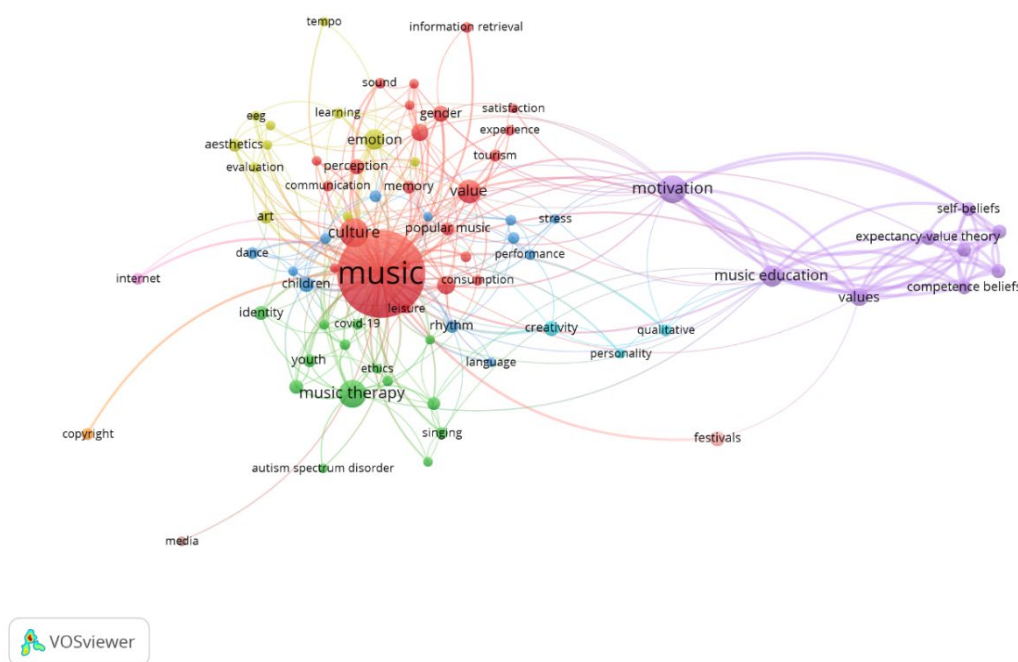 tempo
information retrieval
sound
gender
satisfaction
eeg
learning
emotion
experience
aesthetics
tourism
evaluation
perception
communication
memory
value
motivation
self-beliefs
art
culture
popular music
stress
expectancy-value theory
dance
performance
internet
music
music education
children
consumption
competence beliefs
values
leisure
identity
covid-19
rhythm
creativity
qualitative
youth
ethics
language
personality
music therapy
copyright
singing
festivals
autism spectrum disorder
media
VOSviewer